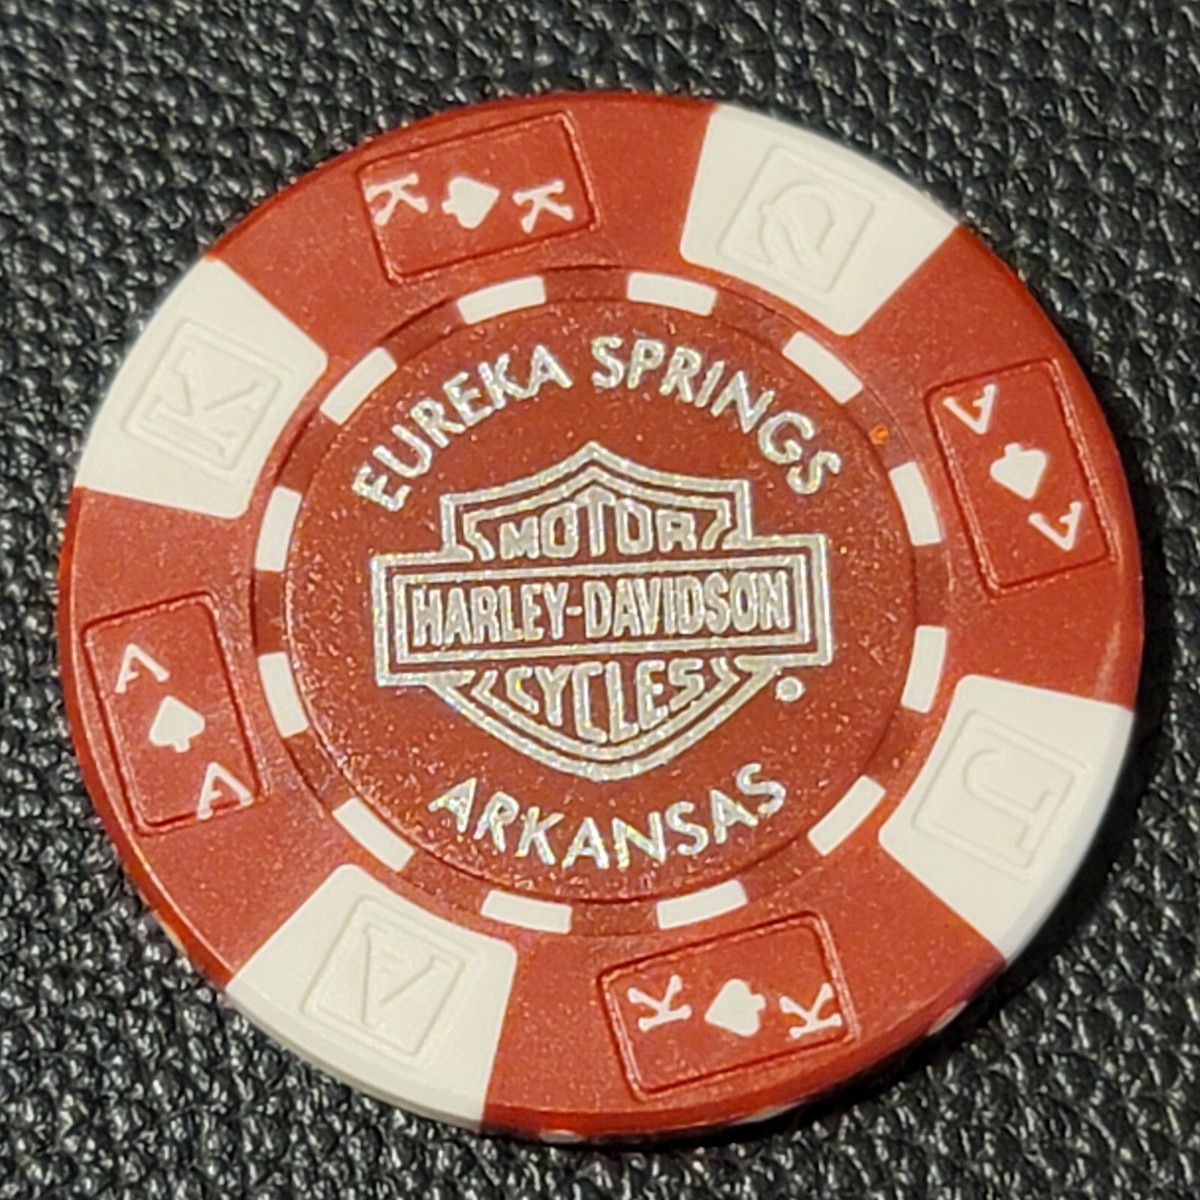 EUREKA SPRINGS
MOTOR
HARLEY-DAVIDSON
CYCLES
ARKANSAS
K K
Q
A A
J
K K
A
A A
K